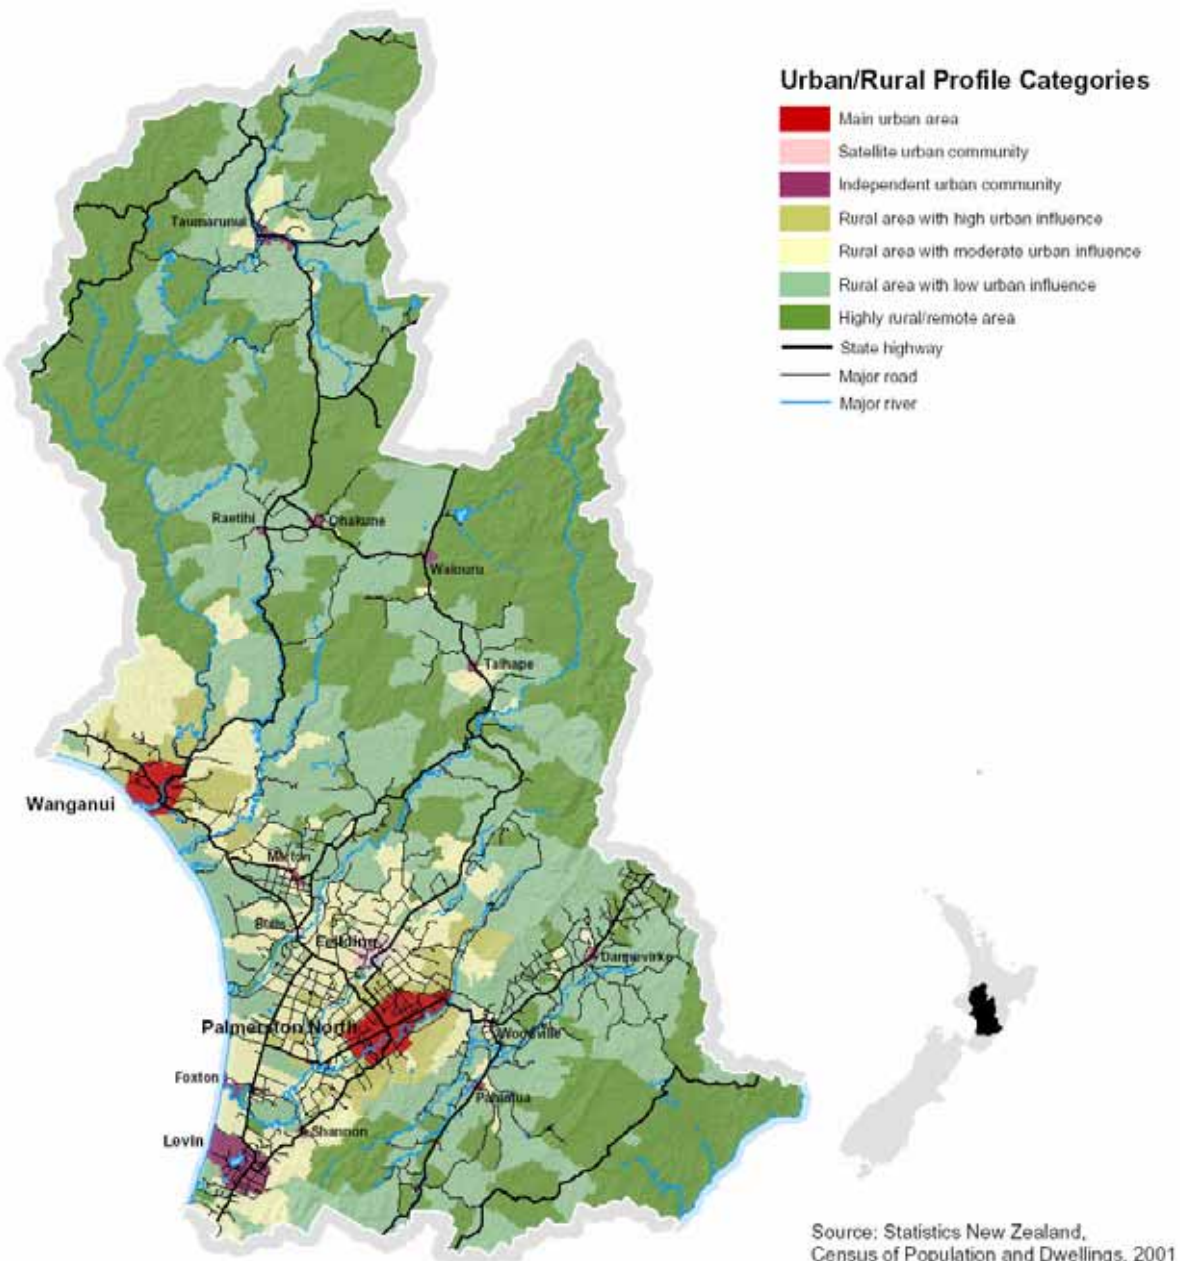 Urban/Rural Profile Categories
Main urban area
Satellite urban community
Independent urban community
Rural area with high urban influence
Rural area with moderate urban influence
Rural area with low urban influence
Highly rural/remote area
State highway
Major road
Major river
Taumarunui
Raetihi
Ohakune
Waiouru
Taihape
Wanganui
Marton
Bulls
Feilding
Dannevirke
Palmerston North
Woodville
Foxton
Pahiatua
Shannon
Levin
Source: Statistics New Zealand,
Census of Population and Dwellings, 2001